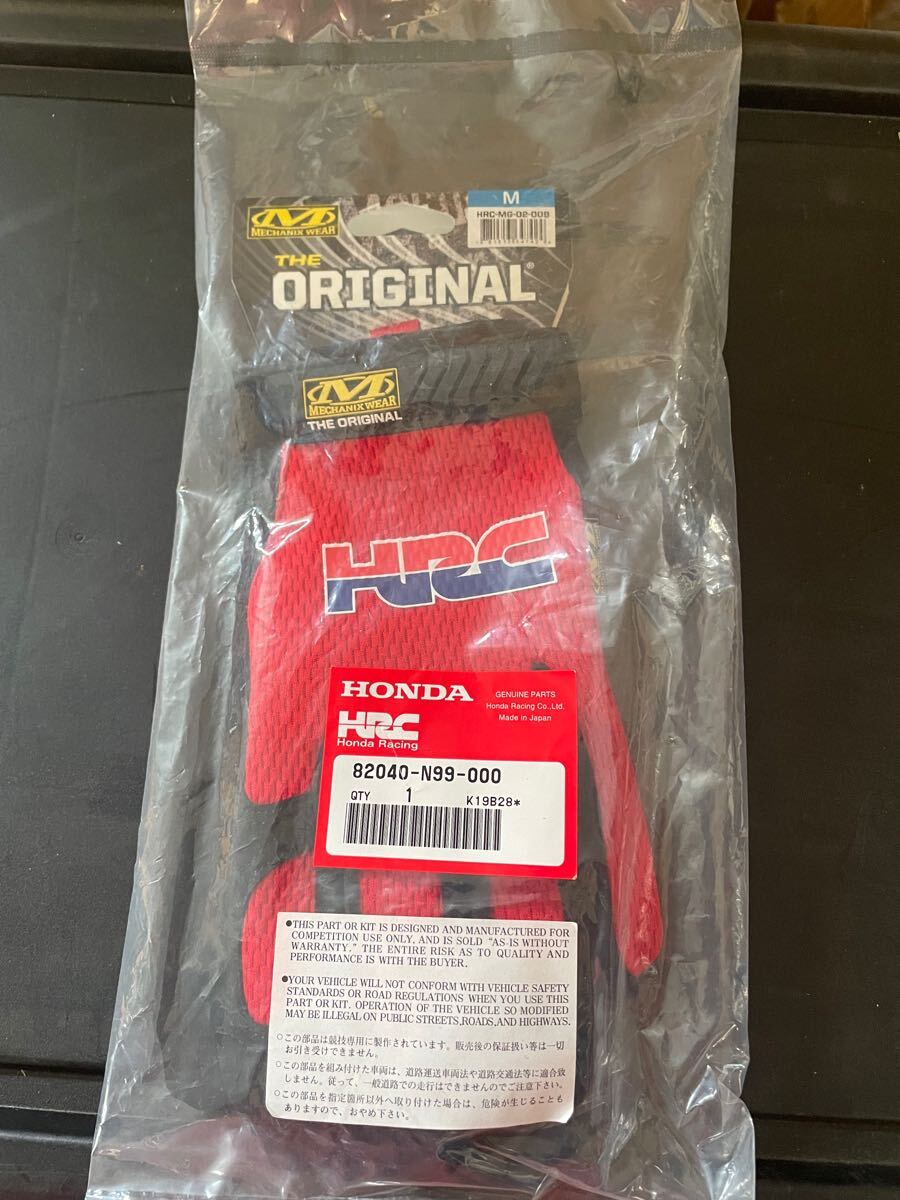 M
HRC-MG-02-009
MECHANIX WEAR
THE
ORIGINAL®
MECHANIX WEAR
THE ORIGINAL
HRC
HONDA
GENUINE PARTS
Honda Racing Co.,Ltd.
Made in Japan
HRC
Honda Racing
82040-N99-000
QTY 1 K19B28*
●THIS PART OR KIT IS DESIGNED AND MANUFACTURED FOR
COMPETITION USE ONLY. AND IS SOLD "AS-IS WITHOUT
WARRANTY." THE ENTIRE RISK AS TO QUALITY AND
PERFORMANCE IS WITH THE BUYER.
●YOUR VEHICLE WILL NOT CONFORM WITH VEHICLE SAFETY
STANDARDS OR ROAD REGULATIONS WHEN YOU USE THIS
PART OR KIT. OPERATION OF THE VEHICLE SO MODIFIED
MAY BE ILLEGAL ON PUBLIC STREETS,ROADS,AND HIGHWAYS.
○この部品は競技専用に製作されています。販売後の保証扱い等は一切
お引き受けできません。
○この部品を組み付けた車両は、道路運送車両法や道路交通法等に適合致
しません。従って、一般道路での走行はできませんのでご注意下さい。
○この部品を指定箇所以外へ取り付けた場合は、危険が生じることも
ありますので、おやめ下さい。